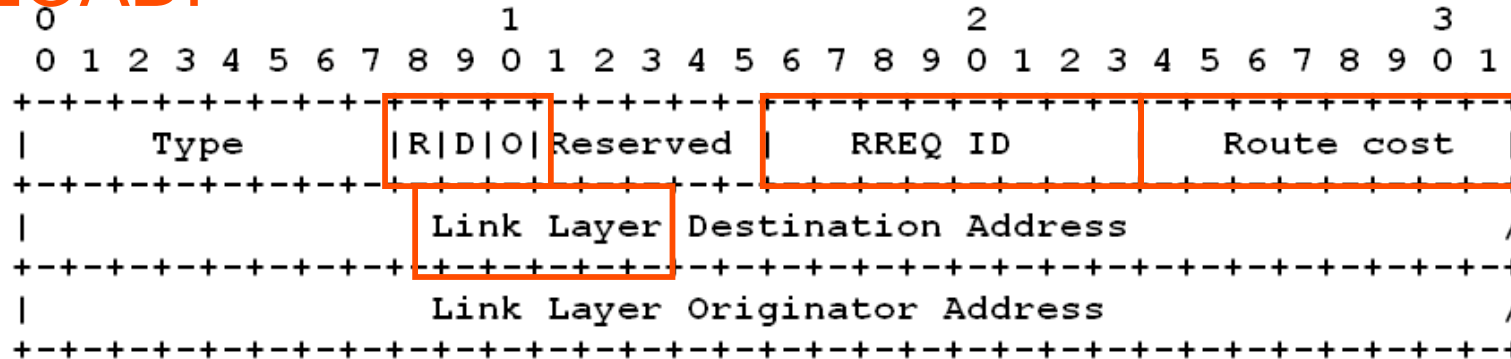 LOAD:
0 1 2 3
0 1 2 3 4 5 6 7 8 9 0 1 2 3 4 5 6 7 8 9 0 1 2 3 4 5 6 7 8 9 0 1
+-+-+-+-+-+-+-+-+-+-+-+-+-+-+-+-+-+-+-+-+-+-+-+-+-+-+-+-+-+-+-+-
| Type |R|D|O|Reserved | RREQ ID | Route cost |
+-+-+-+-+-+-+-+-+-+-+-+-+-+-+-+-+-+-+-+-+-+-+-+-+-+-+-+-+-+-+-+-
| Link Layer Destination Address /
+-+-+-+-+-+-+-+-+-+-+-+-+-+-+-+-+-+-+-+-+-+-+-+-+-+-+-+-+-+-+-+-
| Link Layer Originator Address /
+-+-+-+-+-+-+-+-+-+-+-+-+-+-+-+-+-+-+-+-+-+-+-+-+-+-+-+-+-+-+-+-